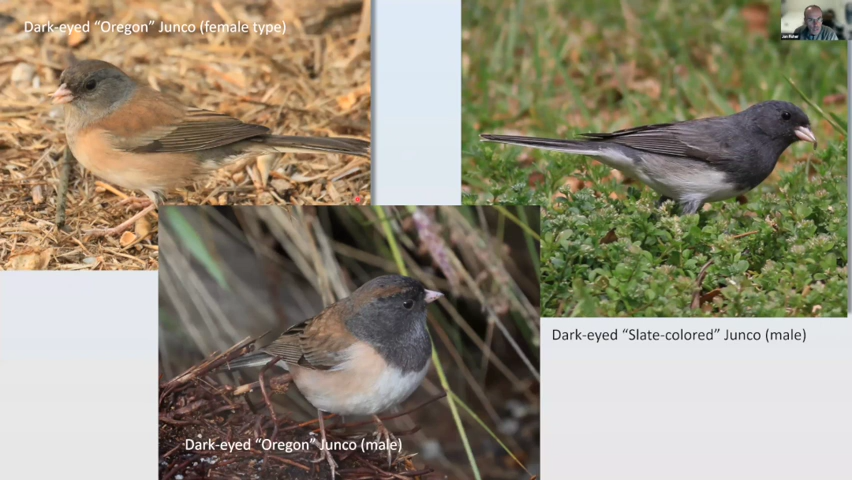 Dark-eyed “Oregon” Junco (female type)
Dark-eyed “Slate-colored” Junco (male)
Dark-eyed “Oregon” Junco (male)